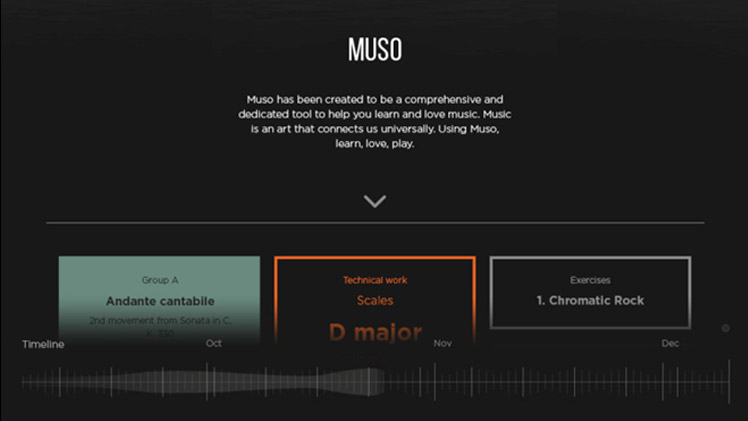 MUSO
Muso has been created to be a comprehensive and
dedicated tool to help you learn and love music. Music
is an art that connects us universally. Using Muso,
learn, love, play.
Group A
Andante cantabile
2nd movement from Sonata in C,
K. 330
Technical work
Scales
D major
Exercises
1. Chromatic Rock
Timeline
Oct
Nov
Dec